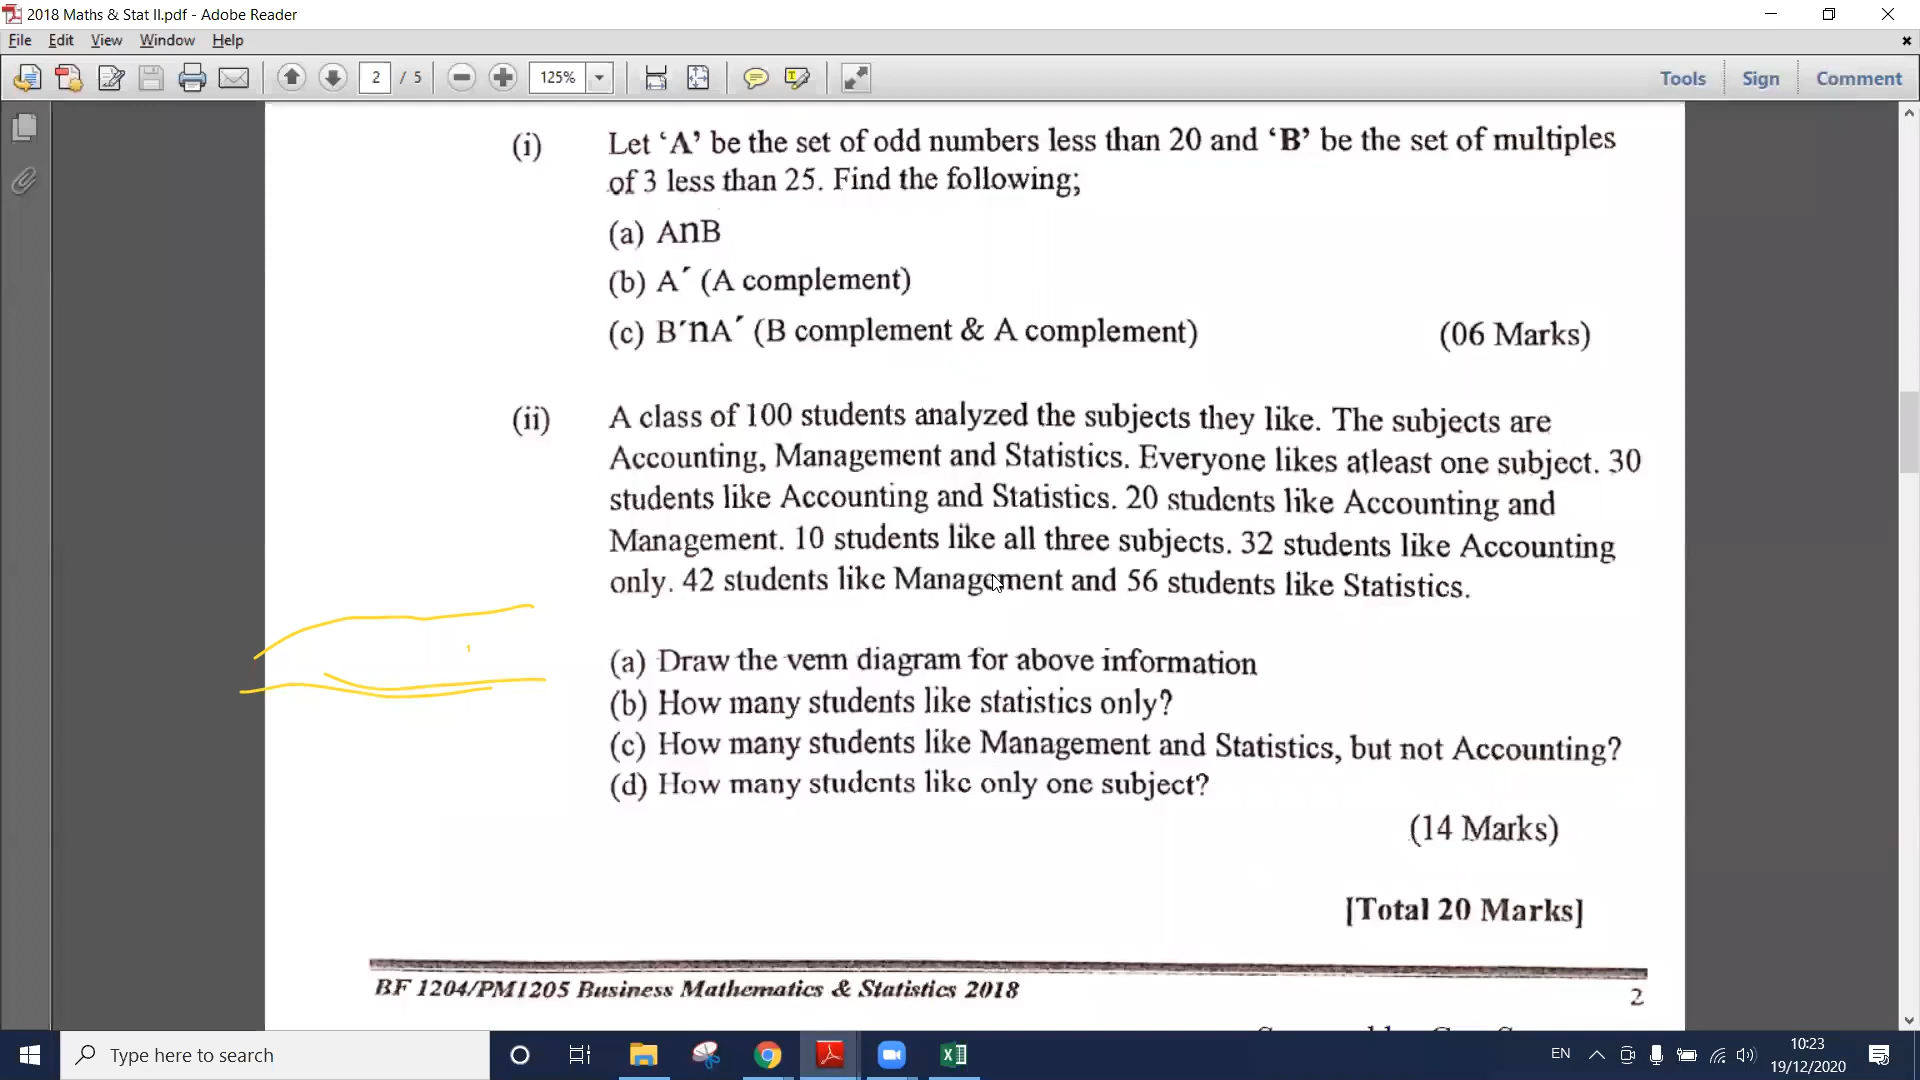 2018 Maths & Stat II.pdf - Adobe Reader
File Edit View Window Help
2 / 5 125% Tools Sign Comment
(i) Let ‘A’ be the set of odd numbers less than 20 and ‘B’ be the set of multiples
of 3 less than 25. Find the following;
(a) AnB
(b) A´ (A complement)
(c) B´nA´ (B complement & A complement) (06 Marks)
(ii) A class of 100 students analyzed the subjects they like. The subjects are
Accounting, Management and Statistics. Everyone likes atleast one subject. 30
students like Accounting and Statistics. 20 students like Accounting and
Management. 10 students like all three subjects. 32 students like Accounting
only. 42 students like Management and 56 students like Statistics.
(a) Draw the venn diagram for above information
(b) How many students like statistics only?
(c) How many students like Management and Statistics, but not Accounting?
(d) How many students like only one subject?
(14 Marks)
[Total 20 Marks]
BF 1204/PM1205 Business Mathematics & Statistics 2018
2
Type here to search
EN
10:23
19/12/2020